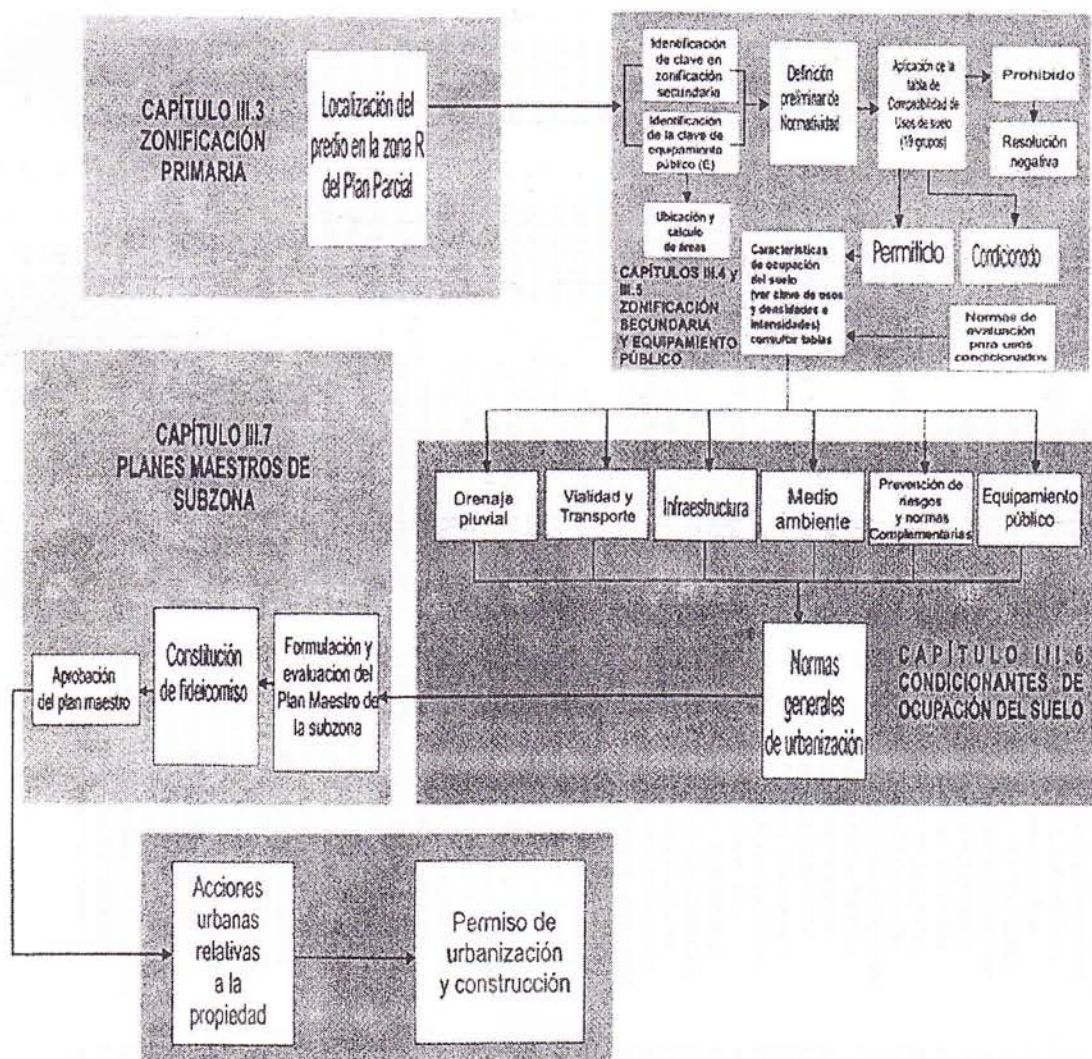 CAPÍTULO III.3
ZONIFICACIÓN
PRIMARIA
Localización del
predio en la zona R
del Plan Parcial
Identificación
de clave en
zonificación
secundaria
Identificación
de la clave de
equipamiento
público (E)
Ubicación y
calculo
de áreas
Definición
preliminar de
Normatividad
Aplicación de la
tabla de
Compatibilidad de
Usos de suelo
(19 grupos)
Prohibido
Resolución
negativa
Permitido
Condicionado
Características
de ocupación
del suelo
(ver clave de usos
y densidades e
intensidades)
consultar tablas
Normas de
evaluación
para usos
condicionados
CAPÍTULOS III.4 y
III.5
ZONIFICACIÓN
SECUNDARIA
Y EQUIPAMIENTO
PÚBLICO
Drenaje
pluvial
Vialidad y
Transporte
Infraestructura
Medio
ambiente
Prevención de
riesgos
y normas
Complementarias
Equipamiento
público
Normas
generales
de urbanización
CAPÍTULO III.6
CONDICIONANTES DE
OCUPACIÓN DEL SUELO
CAPÍTULO III.7
PLANES MAESTROS DE
SUBZONA
Formulación y
evaluacion del
Plan Maestro de
la subzona
Constitución
de fideicomiso
Aprobación
del plan maestro
Acciones
urbanas
relativas
a la
propiedad
Permiso de
urbanización
y construcción